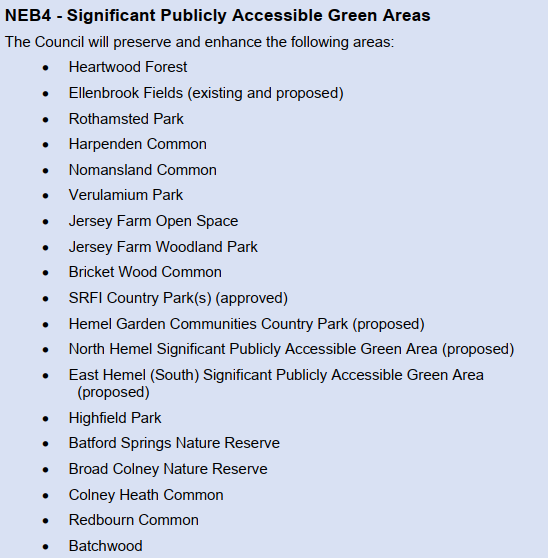 NEB4 - Significant Publicly Accessible Green Areas
The Council will preserve and enhance the following areas:
• Heartwood Forest
• Ellenbrook Fields (existing and proposed)
• Rothamsted Park
• Harpenden Common
• Nomansland Common
• Verulamium Park
• Jersey Farm Open Space
• Jersey Farm Woodland Park
• Bricket Wood Common
• SRFI Country Park(s) (approved)
• Hemel Garden Communities Country Park (proposed)
• North Hemel Significant Publicly Accessible Green Area (proposed)
• East Hemel (South) Significant Publicly Accessible Green Area
(proposed)
• Highfield Park
• Batford Springs Nature Reserve
• Broad Colney Nature Reserve
• Colney Heath Common
• Redbourn Common
• Batchwood